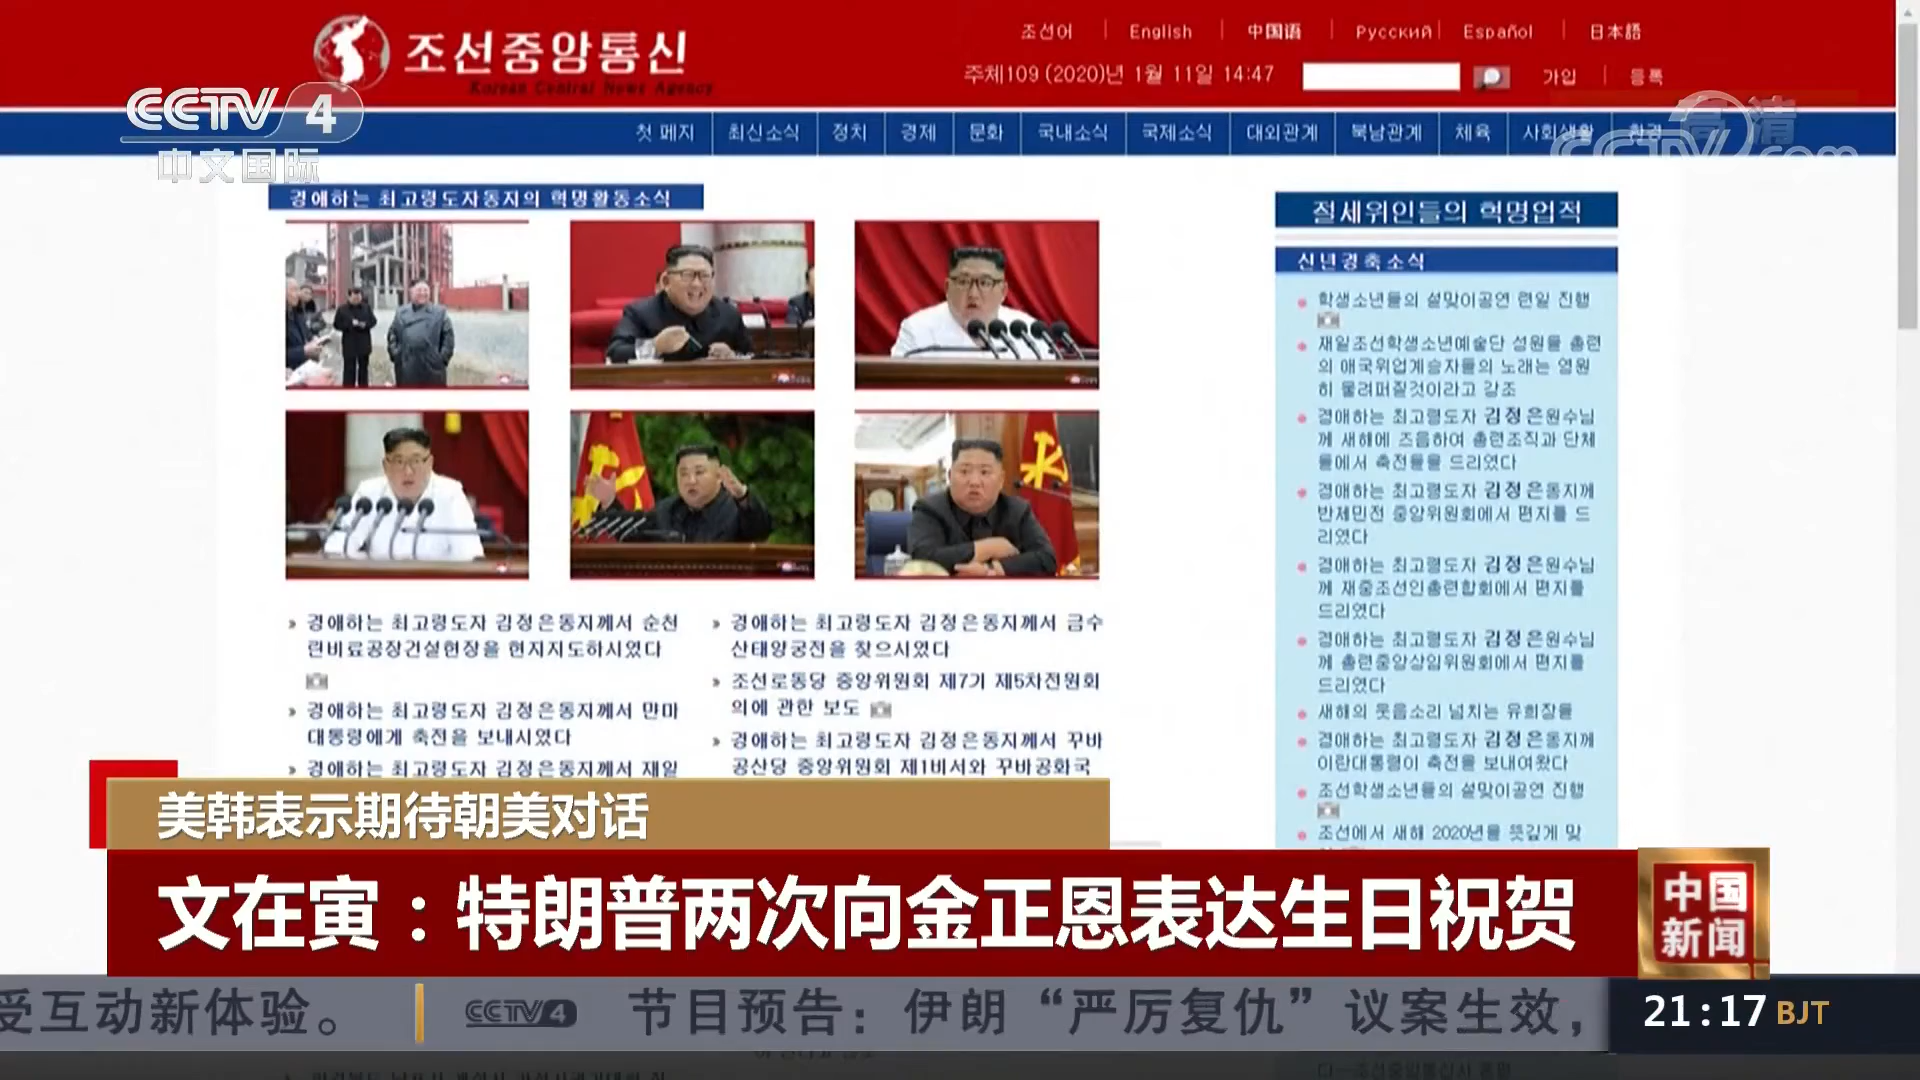 조선중앙통신
Korean Central News Agency
조선어 | English | 中国语 | Русский | Español | 日本語
주체109 (2020)년 1월 11일 14:47
가입 | 등록
CCTV 4
中文国际
高清
CCTV.com
첫 페지
최신소식
정치
경제
문화
국내소식
국제소식
대외관계
북남관계
체육
사회생활
환경
경애하는 최고령도자동지의 혁명활동소식
절세위인들의 혁명업적
신년경축소식
학생소년들의 설맞이공연 련일 진행
재일조선학생소년예술단 성원들 총련
의 애국위업계승자들의 노래는 영원
히 울려퍼질것이라고 강조
경애하는 최고령도자 김정은원수님
께 새해에 즈음하여 총련조직과 단체
들에서 축전들을 드리였다
경애하는 최고령도자 김정은동지께
반제민전 중앙위원회에서 편지를 드
리였다
경애하는 최고령도자 김정은원수님
께 재중조선인총련합회에서 편지를
드리였다
경애하는 최고령도자 김정은원수님
께 총련중앙상임위원회에서 편지를
드리였다
새해의 웃음소리 넘치는 유희장들
경애하는 최고령도자 김정은동지께
이란대통령이 축전을 보내여왔다
조선학생소년들의 설맞이공연 진행
조선에서 새해 2020년을 뜻깊게 맞
» 경애하는 최고령도자 김정은동지께서 순천
린비료공장건설현장을 현지지도하시였다
» 경애하는 최고령도자 김정은동지께서 만마
대통령에게 축전을 보내시였다
» 경애하는 최고령도자 김정은동지께서 재일
» 경애하는 최고령도자 김정은동지께서 금수
산태양궁전을 찾으시였다
» 조선로동당 중앙위원회 제7기 제5차전원회
의에 관한 보도
» 경애하는 최고령도자 김정은동지께서 꾸바
공산당 중앙위원회 제1비서와 꾸바공화국
美韩表示期待朝美对话
文在寅：特朗普两次向金正恩表达生日祝贺
中国
新闻
受互动新体验。 CCTV 4 节目预告：伊朗“严厉复仇”议案生效，
21:17 BJT